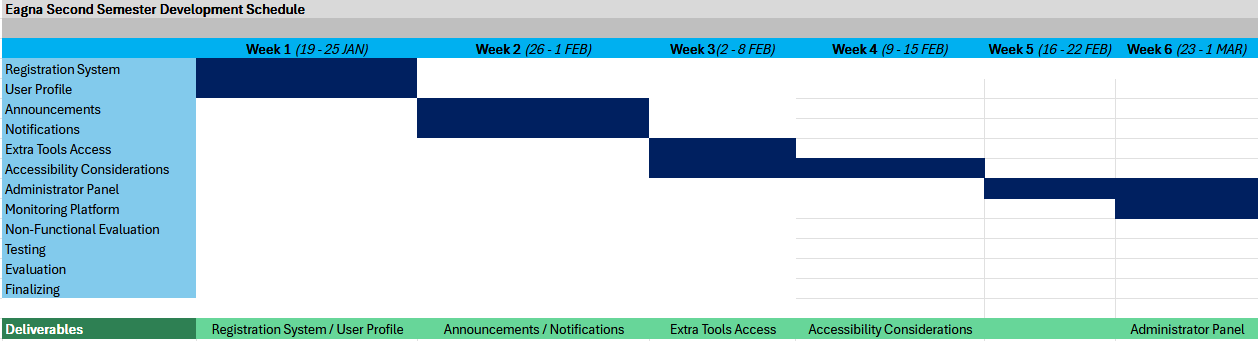 Eagna Second Semester Development Schedule
Week 1 (19 - 25 JAN) Week 2 (26 - 1 FEB) Week 3(2 - 8 FEB) Week 4 (9 - 15 FEB) Week 5 (16 - 22 FEB) Week 6 (23 - 1 MAR)
Registration System
User Profile
Announcements
Notifications
Extra Tools Access
Accessibility Considerations
Administrator Panel
Monitoring Platform
Non-Functional Evaluation
Testing
Evaluation
Finalizing
Deliverables Registration System / User Profile Announcements / Notifications Extra Tools Access Accessibility Considerations Administrator Panel